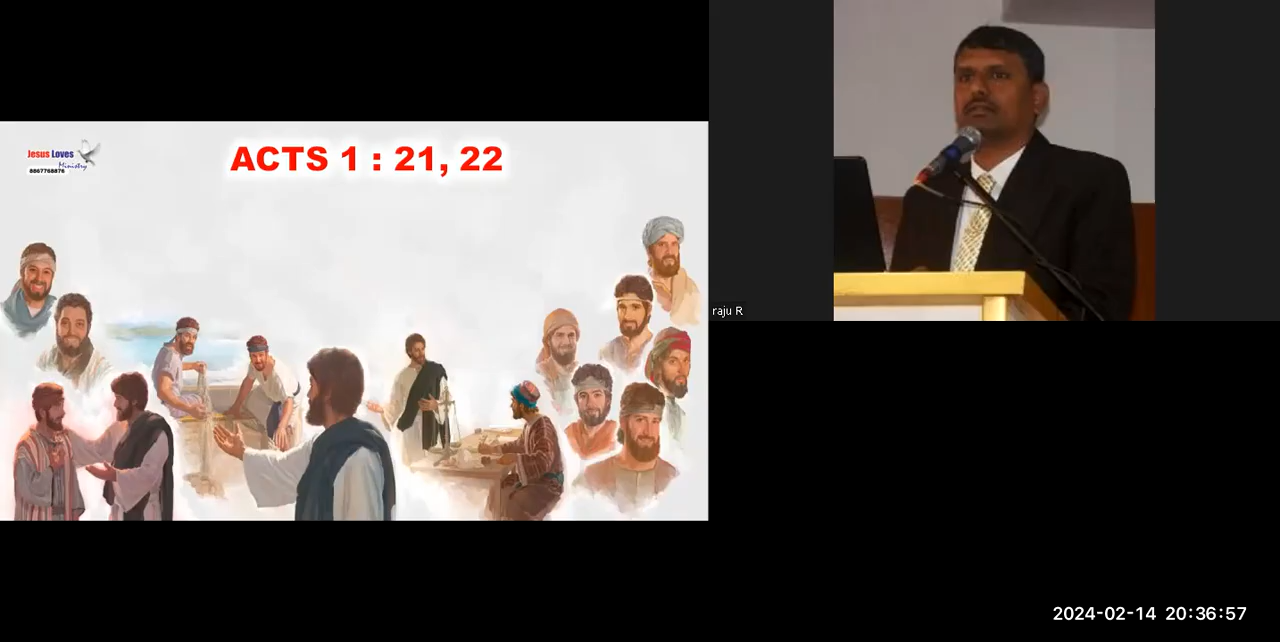 Jesus Loves
Ministry
8867768876
ACTS 1 : 21, 22
raju R
2024-02-14 20:36:57